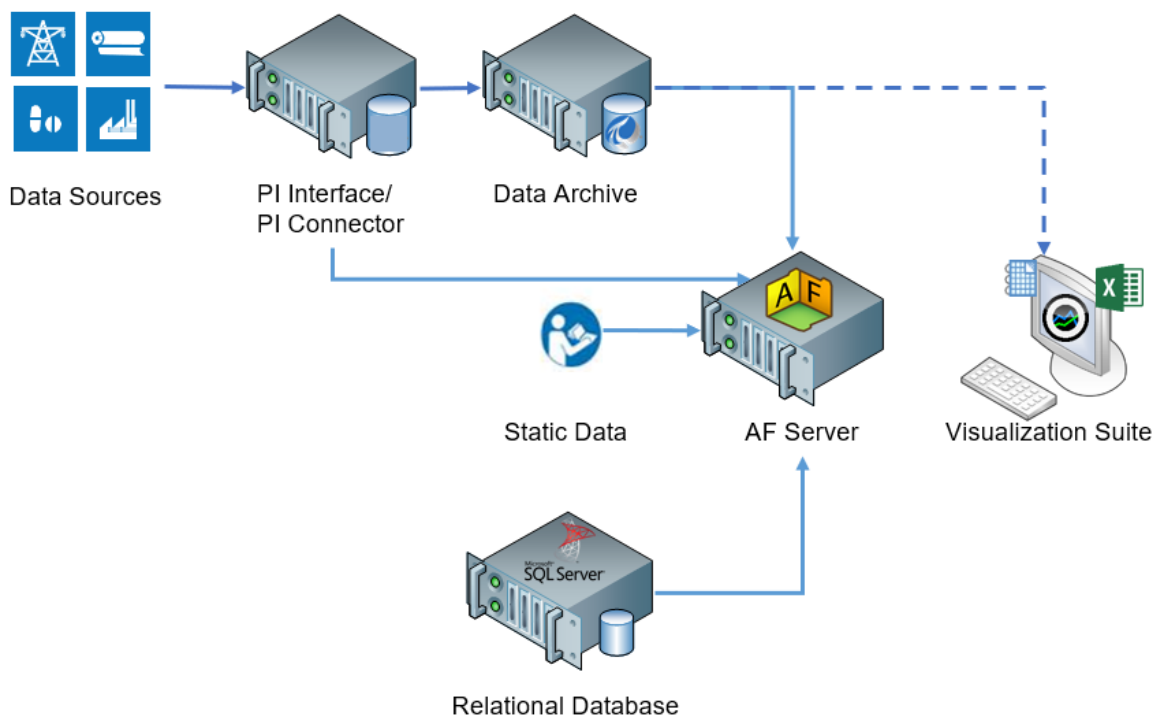 Data Sources
PI Interface/
PI Connector
Data Archive
A F
X
Static Data
AF Server
Visualization Suite
Microsoft
SQL Server
Relational Database